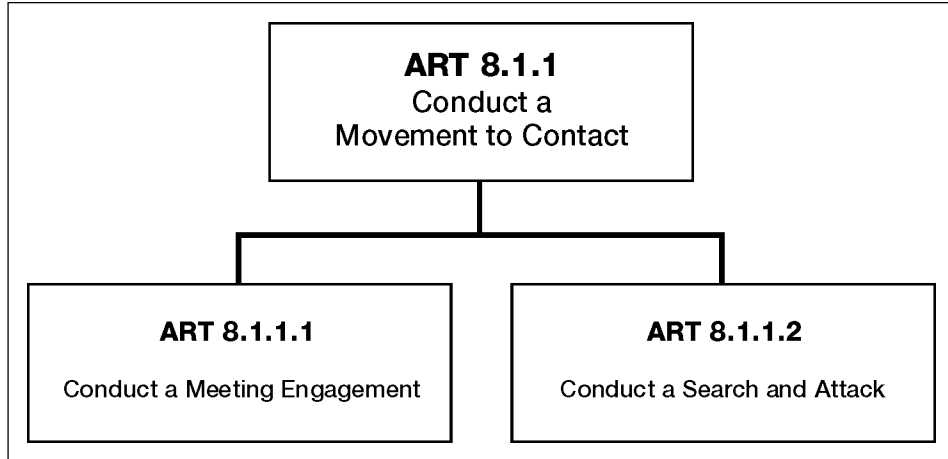 ART 8.1.1
Conduct a
Movement to Contact
ART 8.1.1.1
Conduct a Meeting Engagement
ART 8.1.1.2
Conduct a Search and Attack